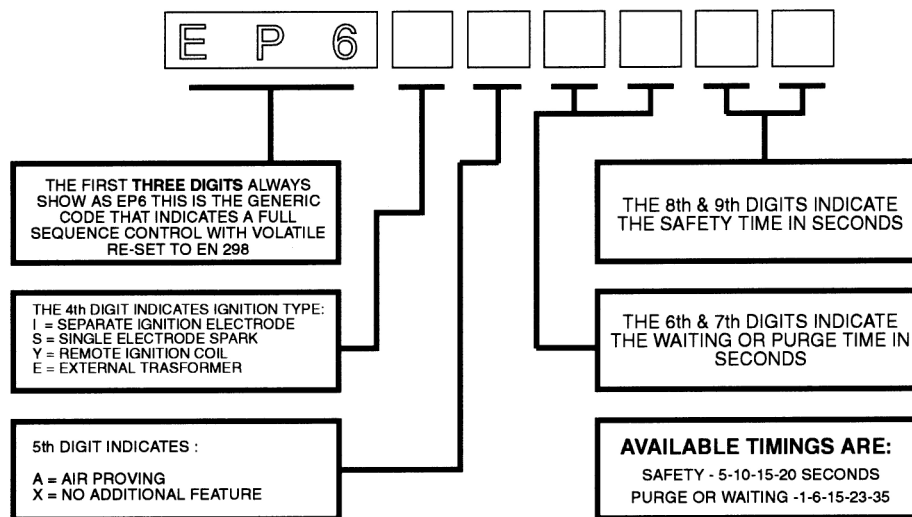 E P 6
THE FIRST THREE DIGITS ALWAYS
SHOW AS EP6 THIS IS THE GENERIC
CODE THAT INDICATES A FULL
SEQUENCE CONTROL WITH VOLATILE
RE-SET TO EN 298
THE 4th DIGIT INDICATES IGNITION TYPE:
I = SEPARATE IGNITION ELECTRODE
S = SINGLE ELECTRODE SPARK
Y = REMOTE IGNITION COIL
E = EXTERNAL TRASFORMER
5th DIGIT INDICATES :
A = AIR PROVING
X = NO ADDITIONAL FEATURE
THE 8th & 9th DIGITS INDICATE
THE SAFETY TIME IN SECONDS
THE 6th & 7th DIGITS INDICATE
THE WAITING OR PURGE TIME IN
SECONDS
AVAILABLE TIMINGS ARE:
SAFETY - 5-10-15-20 SECONDS
PURGE OR WAITING -1-6-15-23-35